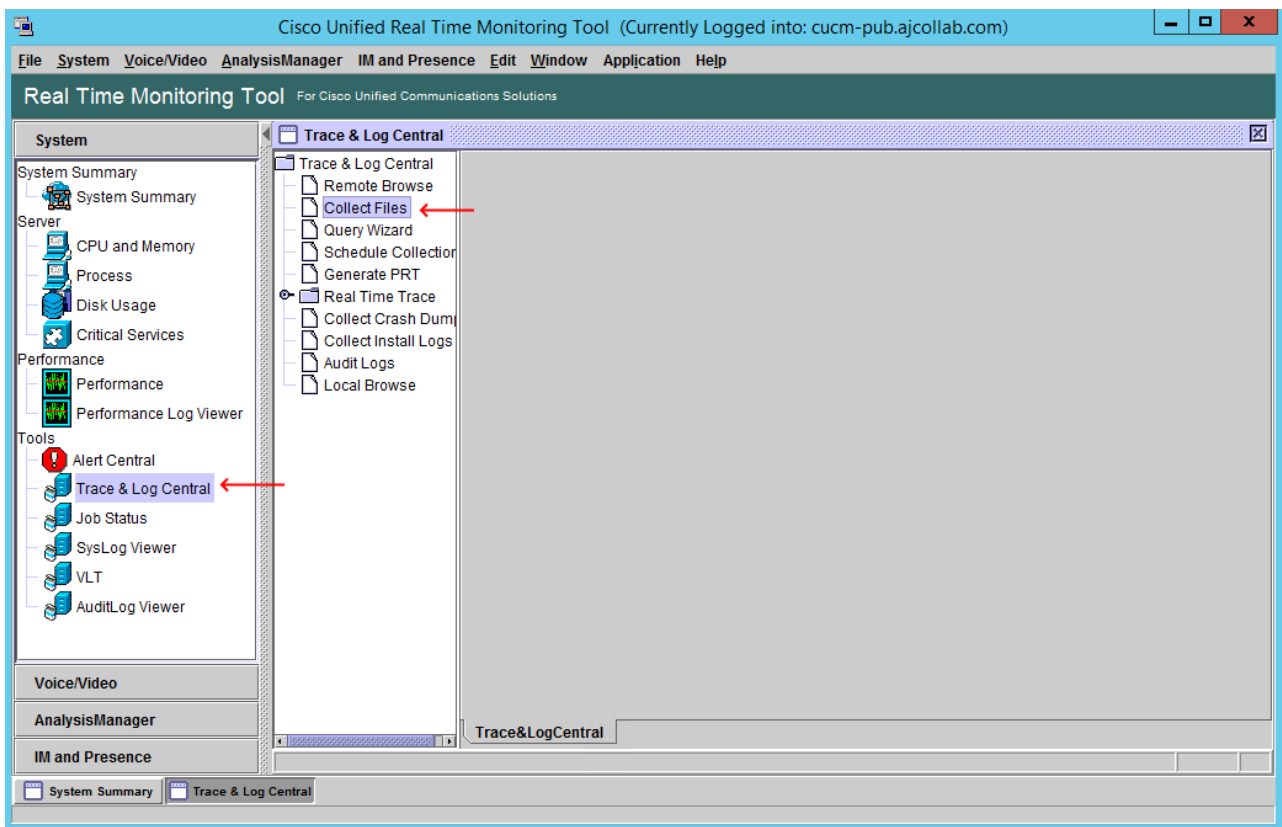 Cisco Unified Real Time Monitoring Tool (Currently Logged into: cucm-pub.ajcollab.com)
File System Voice/Video AnalysisManager IM and Presence Edit Window Application Help
Real Time Monitoring Tool For Cisco Unified Communications Solutions
System
System Summary
System Summary
Server
CPU and Memory
Process
Disk Usage
Critical Services
Performance
Performance
Performance Log Viewer
Tools
Alert Central
Trace & Log Central
Job Status
SysLog Viewer
VLT
AuditLog Viewer
Voice/Video
AnalysisManager
IM and Presence
Trace & Log Central
Trace & Log Central
Remote Browse
Collect Files
Query Wizard
Schedule Collection
Generate PRT
Real Time Trace
Collect Crash Dum
Collect Install Logs
Audit Logs
Local Browse
Trace&LogCentral
System Summary
Trace & Log Central